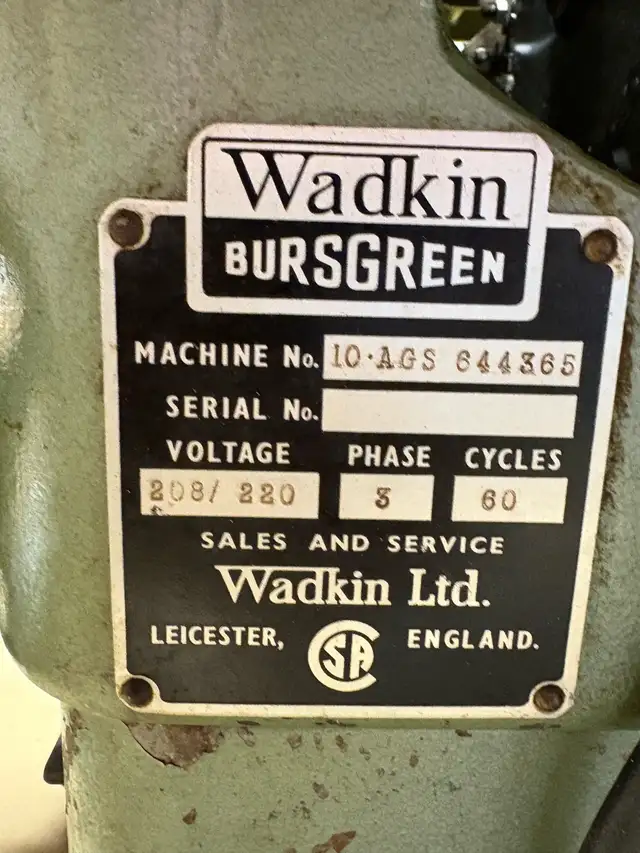 Wadkin
BURSGREEN
MACHINE No. 10·AGS 644365
SERIAL No.
VOLTAGE PHASE CYCLES
208/ 220 3 60
SALES AND SERVICE
Wadkin Ltd.
LEICESTER, CSA ENGLAND.